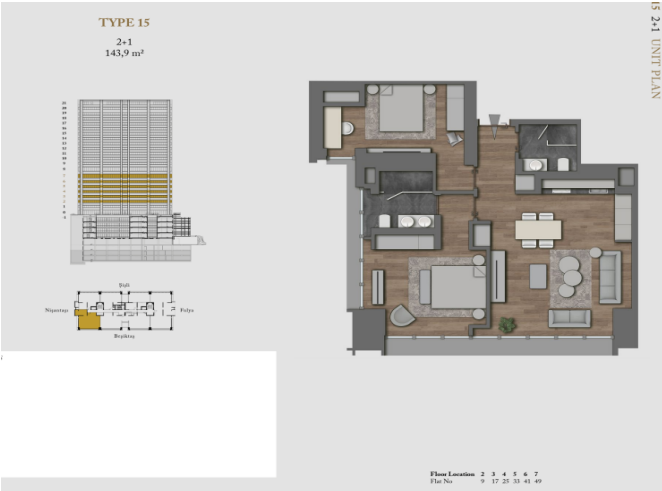 TYPE 15
2+1
143,9 m²
15 2+1 UNIT PLAN
Şişli
Nişantaşı
Fulya
Beşiktaş
Floor Location 2 3 4 5 6 7
Flat No 9 17 25 33 41 49